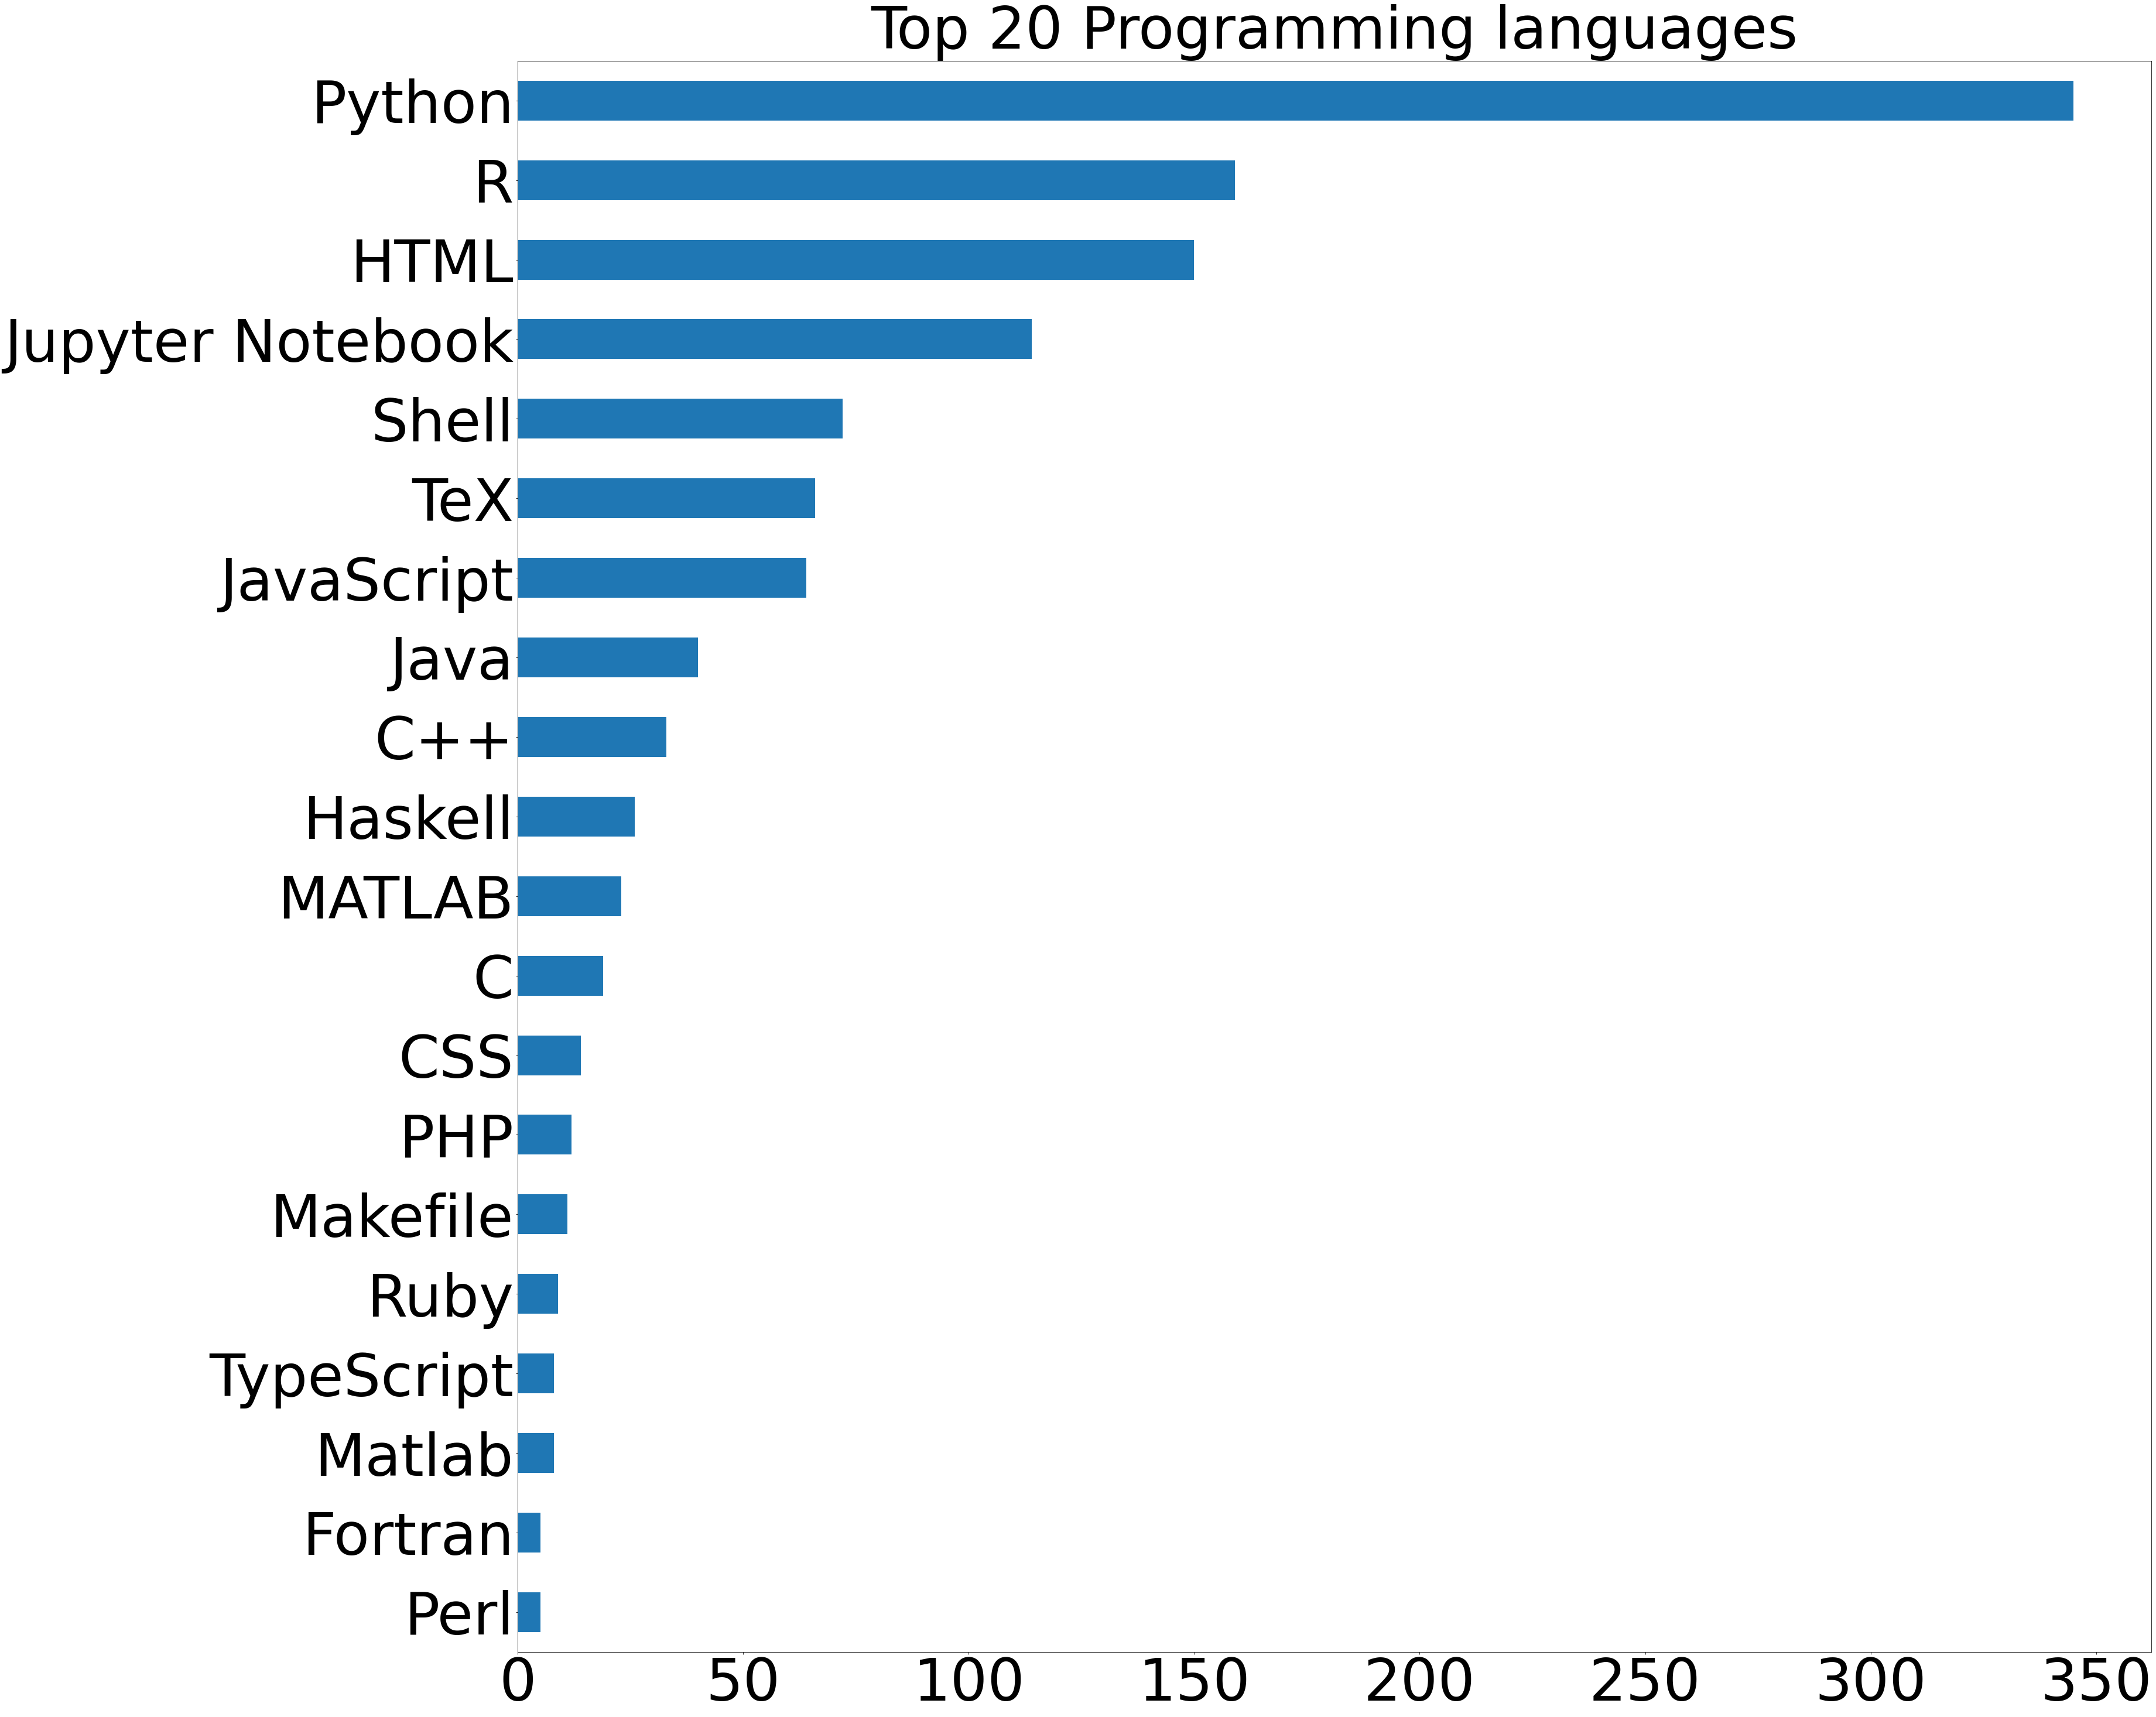 Top 20 Programming languages
Python
R
HTML
Jupyter Notebook
Shell
TeX
JavaScript
Java
C++
Haskell
MATLAB
C
CSS
PHP
Makefile
Ruby
TypeScript
Matlab
Fortran
Perl
0 50 100 150 200 250 300 350